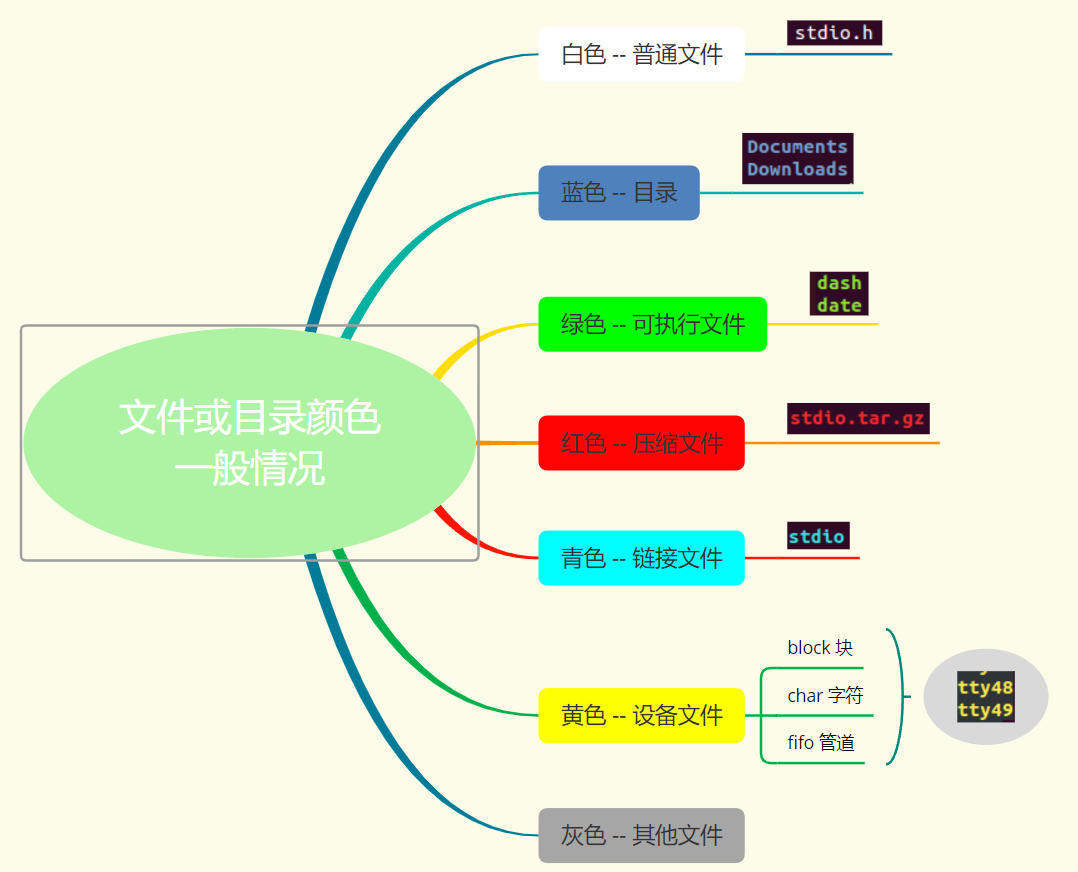 文件或目录颜色
一般情况
白色 -- 普通文件
stdio.h
蓝色 -- 目录
Documents
Downloads
绿色 -- 可执行文件
dash
date
红色 -- 压缩文件
stdio.tar.gz
青色 -- 链接文件
stdio
黄色 -- 设备文件
block 块
char 字符
fifo 管道
tty48
tty49
灰色 -- 其他文件